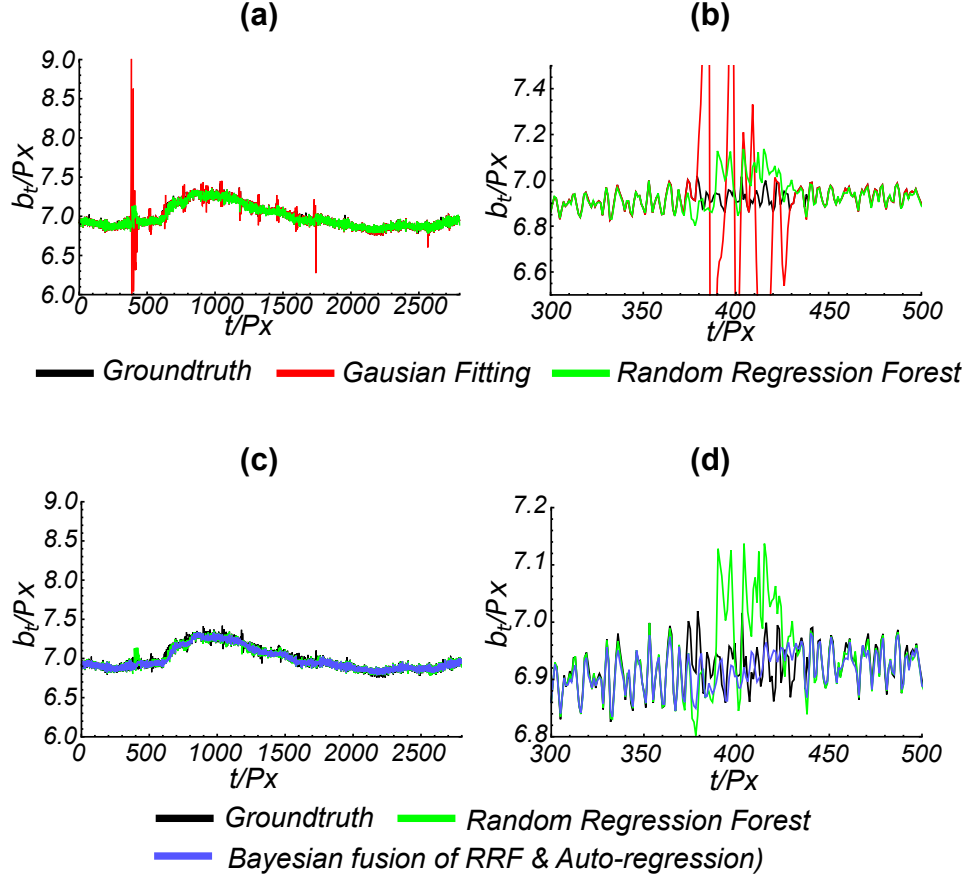 (a)
(b)
9.0
8.5
8.0
7.5
7.0
6.5
6.0
b_t/Px
0 500 1000 1500 2000 2500
t/Px
7.4
7.2
7.0
6.8
6.6
b_t/Px
300 350 400 450 500
t/Px
Groundtruth Gausian Fitting Random Regression Forest
(c)
(d)
9.0
8.5
8.0
7.5
7.0
6.5
6.0
b_t/Px
0 500 1000 1500 2000 2500
t/Px
7.2
7.1
7.0
6.9
6.8
b_t/Px
300 350 400 450 500
t/Px
Groundtruth Random Regression Forest
Bayesian fusion of RRF & Auto-regression)